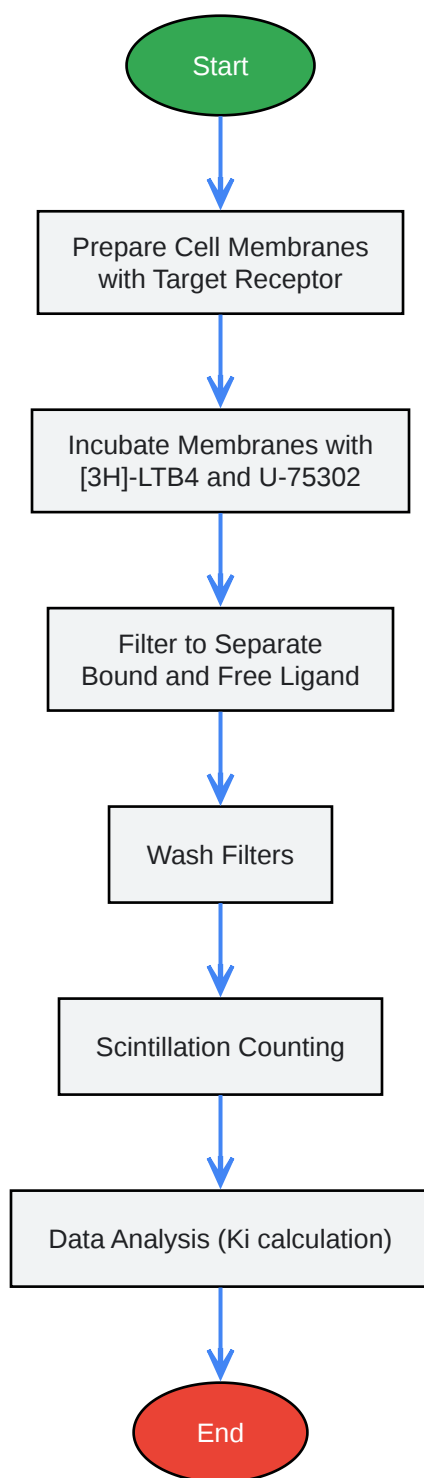 Start
Prepare Cell Membranes
with Target Receptor
Incubate Membranes with
[3H]-LTB4 and U-75302
Filter to Separate
Bound and Free Ligand
Wash Filters
Scintillation Counting
Data Analysis (Ki calculation)
End